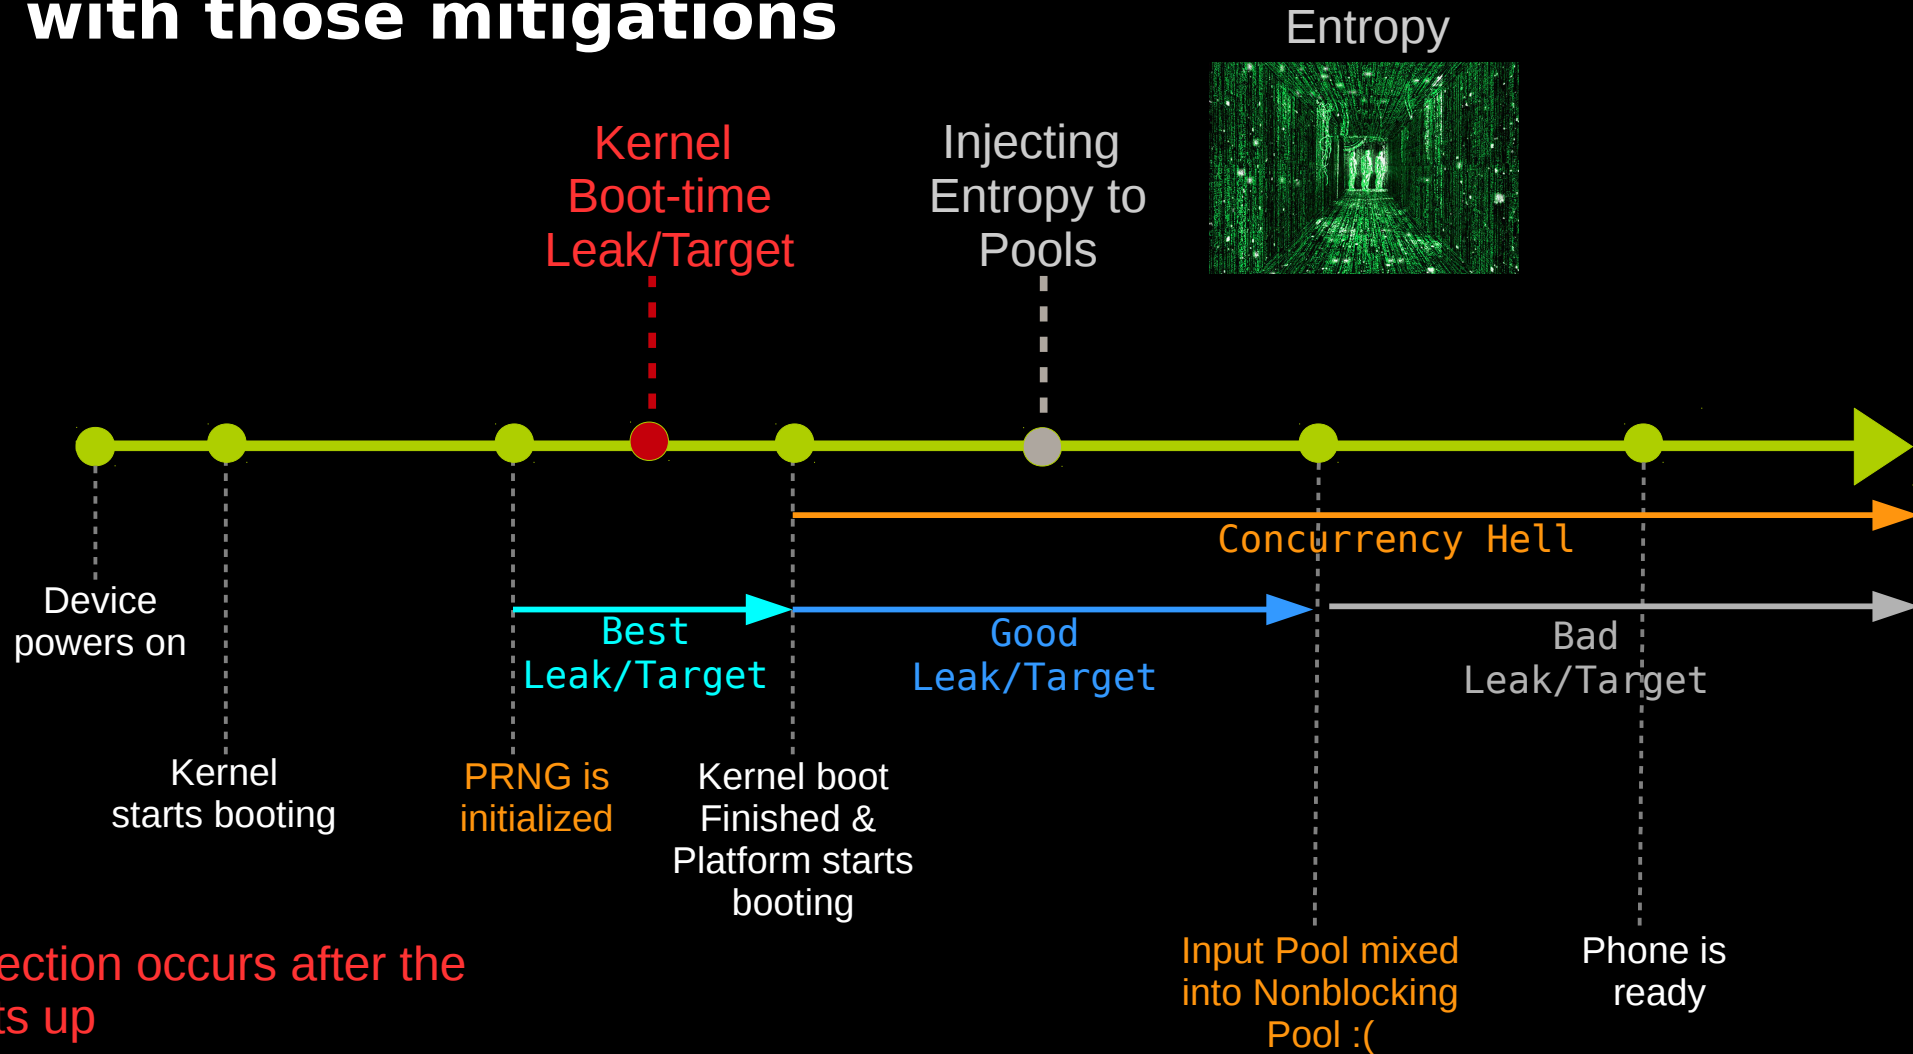 with those mitigations
Entropy
Kernel
Boot-time
Leak/Target
Injecting
Entropy to
Pools
Concurrency Hell
Best
Leak/Target
Good
Leak/Target
Bad
Leak/Target
Device
powers on
Kernel
starts booting
PRNG is
initialized
Kernel boot
Finished &
Platform starts
booting
Input Pool mixed
into Nonblocking
Pool :(
Phone is
ready
ection occurs after the
ts up